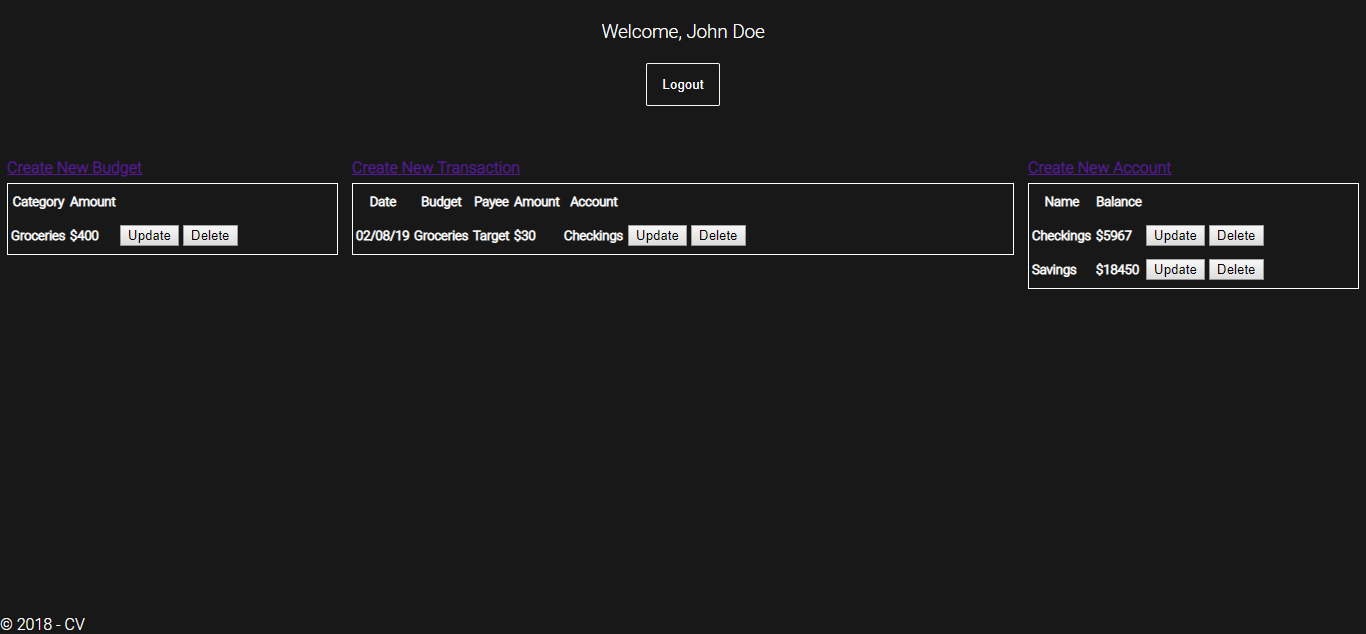 Welcome, John Doe
Logout
Create New Budget
Category Amount
Groceries $400 Update Delete
Create New Transaction
Date Budget Payee Amount Account
02/08/19 Groceries Target $30 Checkings Update Delete
Create New Account
Name Balance
Checkings $5967 Update Delete
Savings $18450 Update Delete
© 2018 - CV